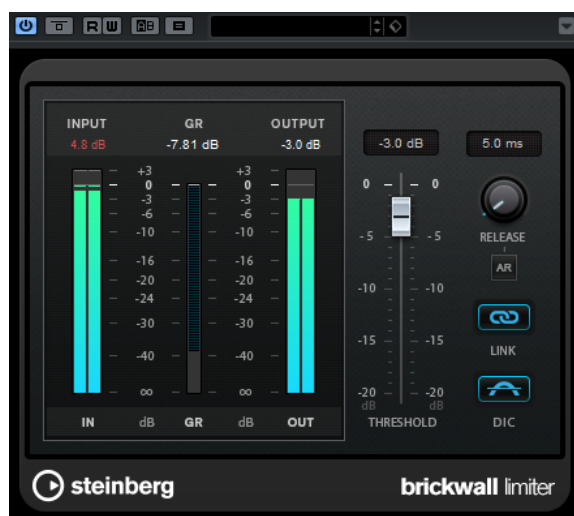 R W A B
INPUT GR OUTPUT
4.8 dB -7.81 dB -3.0 dB -3.0 dB 5.0 ms
+3 +3
0 0 0 0
-3 -3
-6 -6
-10 -10
-5 -5 RELEASE
-16 -16
AR
-20 -20
-10 -10
-24 -24
-30 -30
-15 -15 LINK
-40 -40
∞ ∞ -20 -20
dB dB
IN dB GR dB OUT THRESHOLD DIC
steinberg brickwall limiter